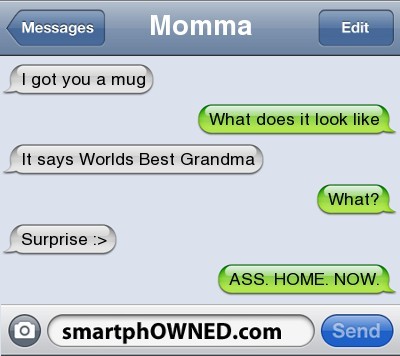 Messages Momma Edit
I got you a mug
What does it look like
It says Worlds Best Grandma
What?
Surprise :>
ASS. HOME. NOW.
smartphOWNED.com Send